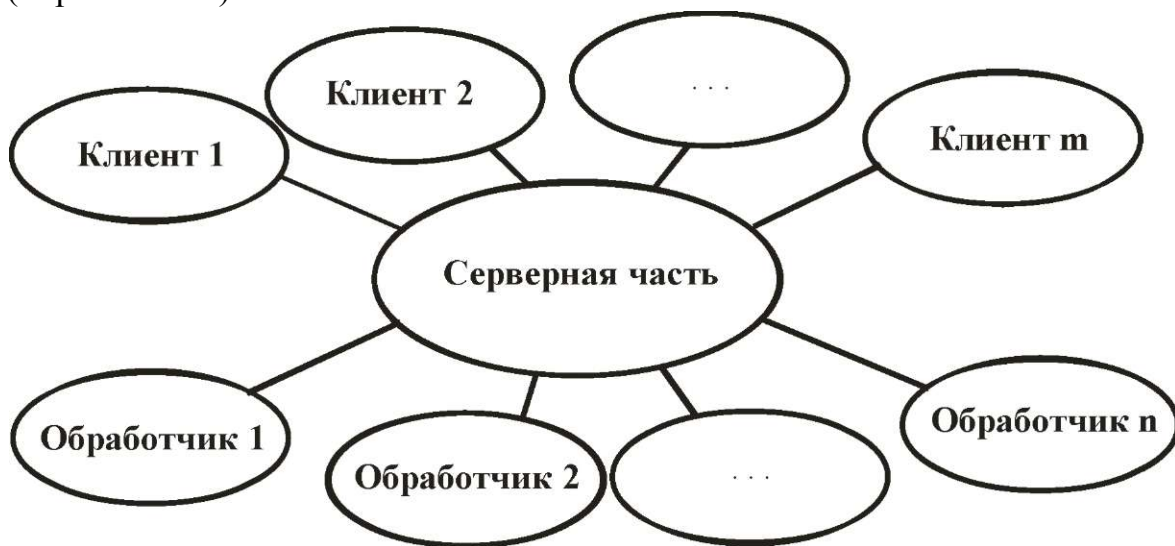 Клиент 2
. . .
Клиент 1
Клиент m
Серверная часть
Обработчик 1
Обработчик 2
. . .
Обработчик n